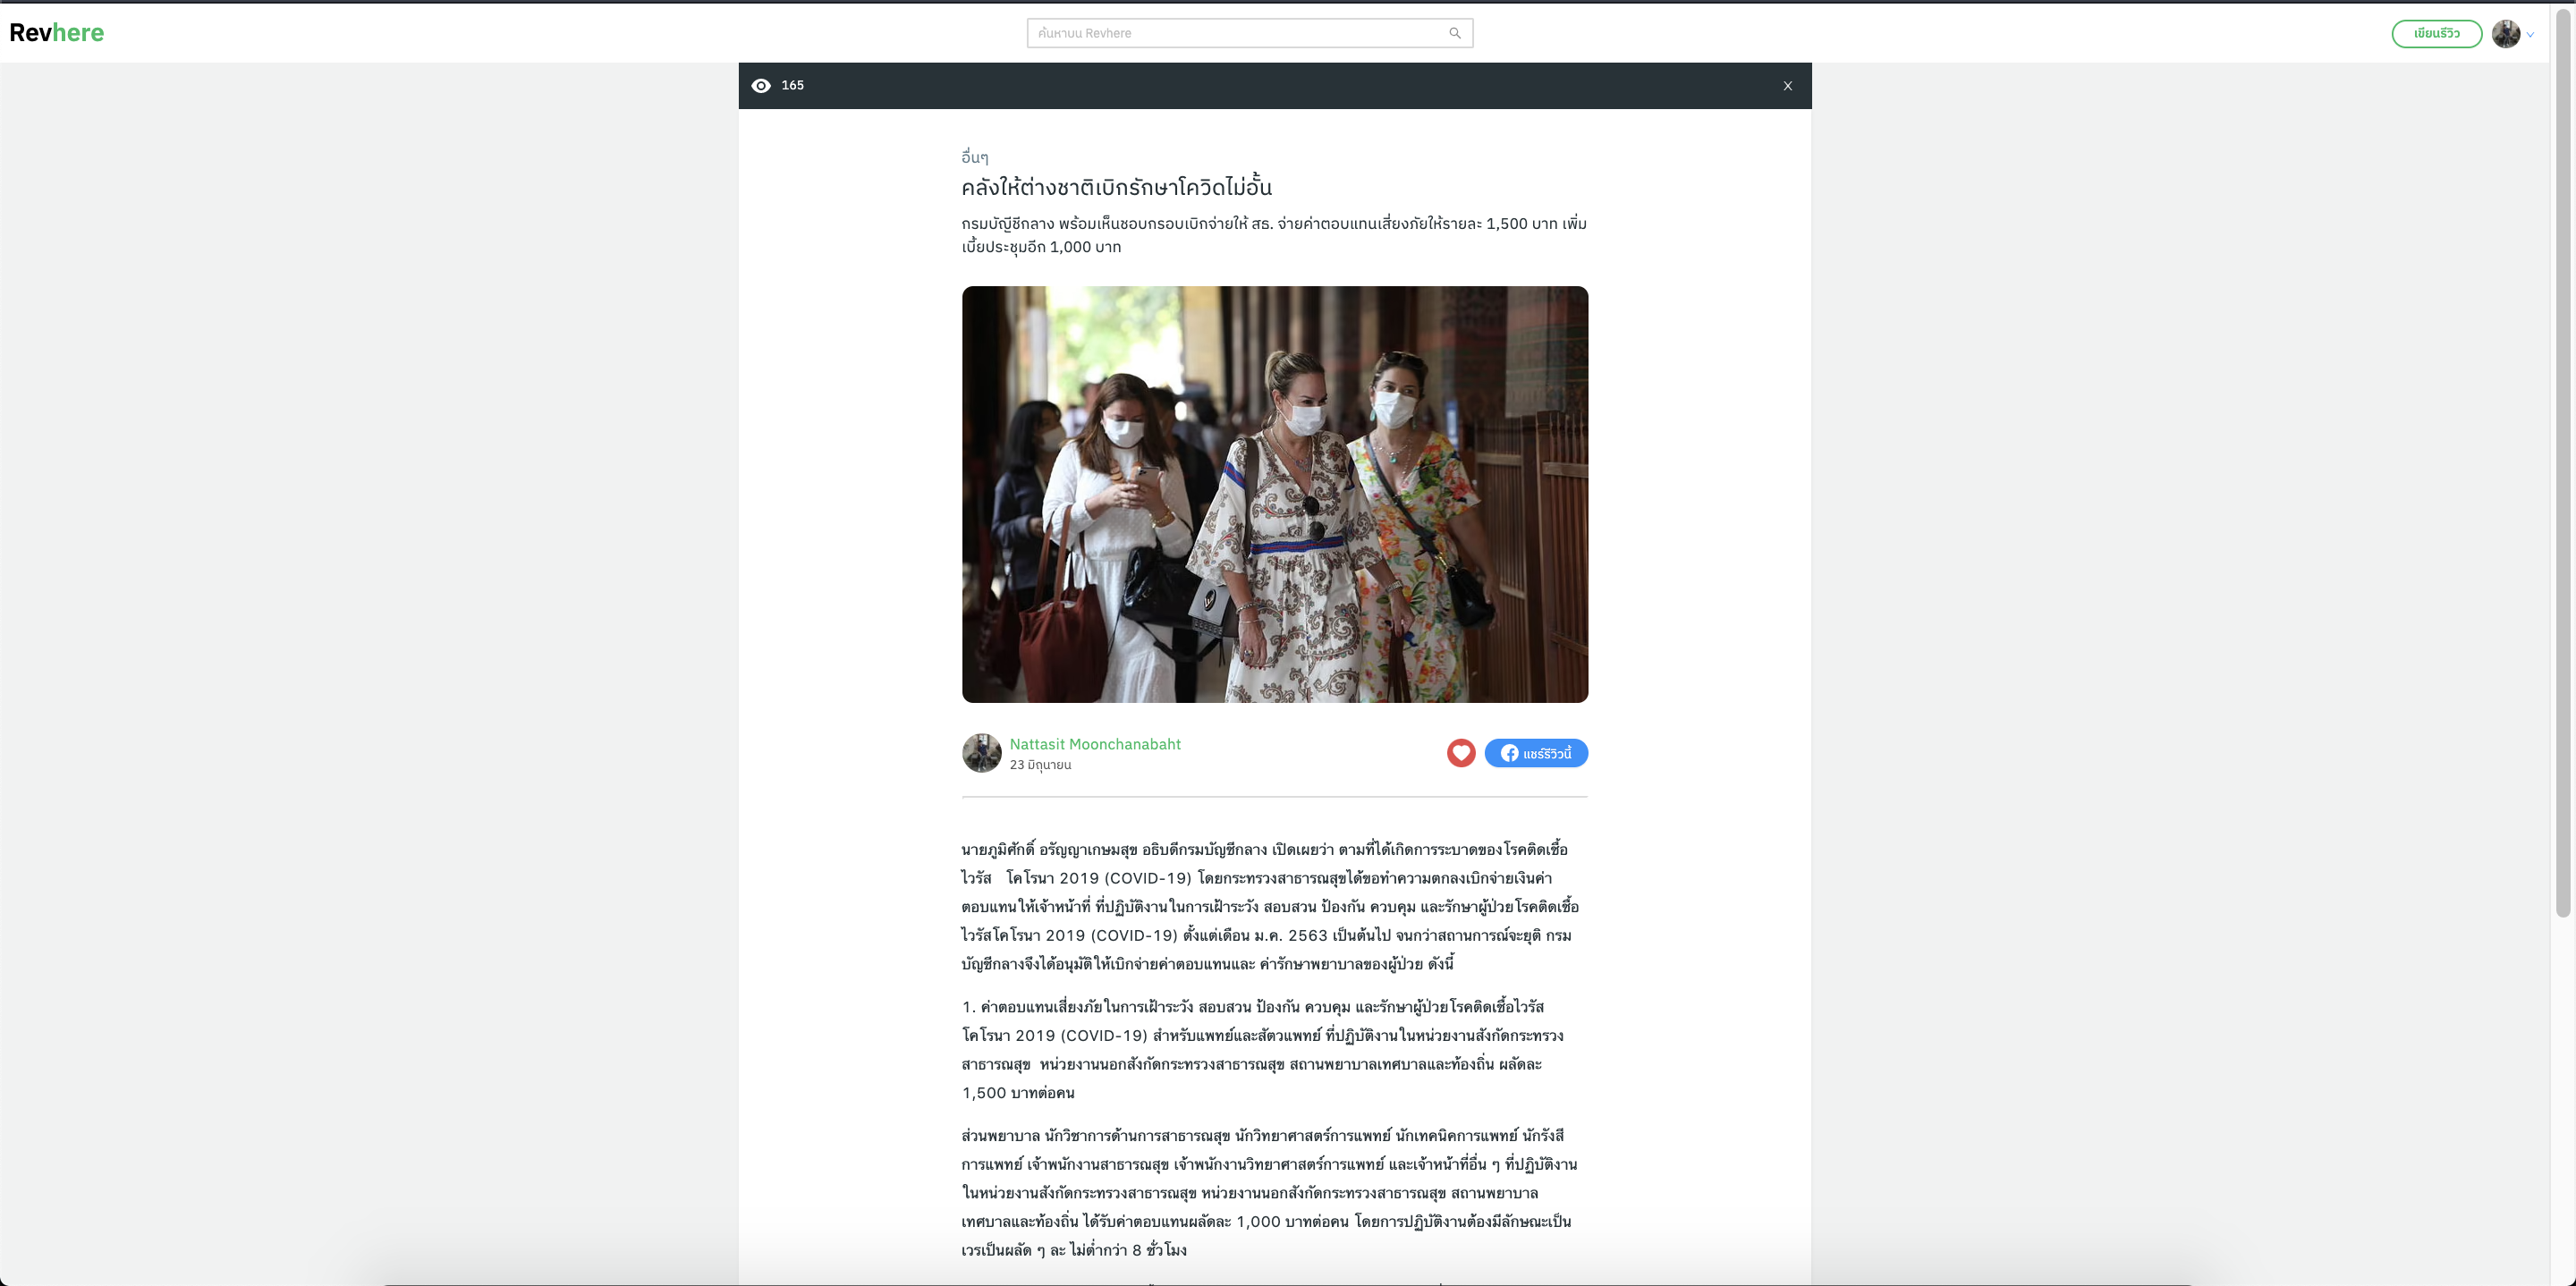 Revhere
ค้นหาบน Revhere
เขียนรีวิว
165
X
อื่นๆ
คลังให้ต่างชาติเบิกรักษาโควิดไม่อั้น
กรมบัญีชีกลาง พร้อมเห็นชอบกรอบเบิกจ่ายให้ สธ. จ่ายค่าตอบแทนเสี่ยงภัยให้รายละ 1,500 บาท เพิ่ม
เบี้ยประชุมอีก 1,000 บาท
Nattasit Moonchanabaht
23 มิถุนายน
แชร์รีวิวนี้
นายภูมิศักดิ์ อรัญญาเกษมสุข อธิบดีกรมบัญชีกลาง เปิดเผยว่า ตามที่ได้เกิดการระบาดของโรคติดเชื้อ
ไวรัส   โคโรนา 2019 (COVID-19) โดยกระทรวงสาธารณสุขได้ขอทำความตกลงเบิกจ่ายเงินค่า
ตอบแทนให้เจ้าหน้าที่ ที่ปฏิบัติงานในการเฝ้าระวัง สอบสวน ป้องกัน ควบคุม และรักษาผู้ป่วยโรคติดเชื้อ
ไวรัสโคโรนา 2019 (COVID-19) ตั้งแต่เดือน ม.ค. 2563 เป็นต้นไป จนกว่าสถานการณ์จะยุติ กรม
บัญชีกลางจึงได้อนุมัติให้เบิกจ่ายค่าตอบแทนและ ค่ารักษาพยาบาลของผู้ป่วย ดังนี้
1. ค่าตอบแทนเสี่ยงภัยในการเฝ้าระวัง สอบสวน ป้องกัน ควบคุม และรักษาผู้ป่วยโรคติดเชื้อไวรัส
โคโรนา 2019 (COVID-19) สำหรับแพทย์และสัตวแพทย์ ที่ปฏิบัติงานในหน่วยงานสังกัดกระทรวง
สาธารณสุข  หน่วยงานนอกสังกัดกระทรวงสาธารณสุข สถานพยาบาลเทศบาลและท้องถิ่น ผลัดละ
1,500 บาทต่อคน
ส่วนพยาบาล นักวิชาการด้านการสาธารณสุข นักวิทยาศาสตร์การแพทย์ นักเทคนิคการแพทย์ นักรังสี
การแพทย์ เจ้าพนักงานสาธารณสุข เจ้าพนักงานวิทยาศาสตร์การแพทย์ และเจ้าหน้าที่อื่น ๆ ที่ปฏิบัติงาน
ในหน่วยงานสังกัดกระทรวงสาธารณสุข หน่วยงานนอกสังกัดกระทรวงสาธารณสุข สถานพยาบาล
เทศบาลและท้องถิ่น ได้รับค่าตอบแทนผลัดละ 1,000 บาทต่อคน โดยการปฏิบัติงานต้องมีลักษณะเป็น
เวรเป็นผลัด ๆ ละ ไม่ต่ำกว่า 8 ชั่วโมง